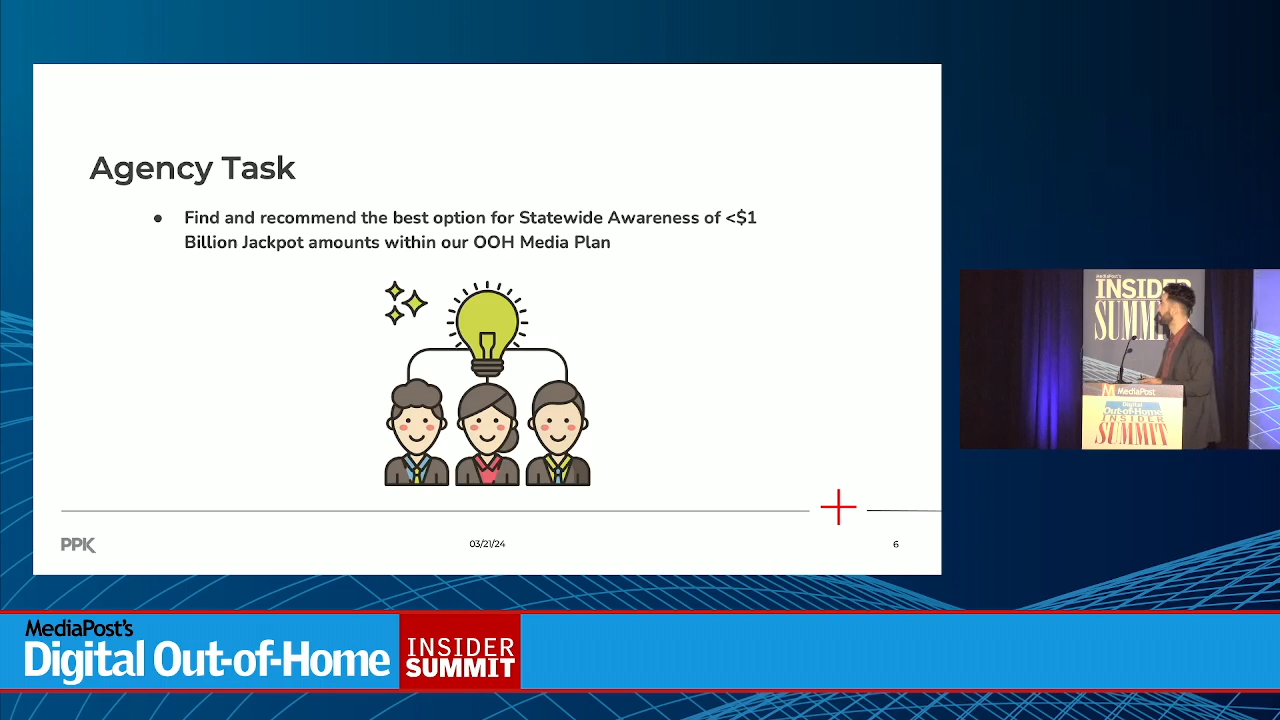 Agency Task
● Find and recommend the best option for Statewide Awareness of <$1
Billion Jackpot amounts within our OOH Media Plan
PPK
03/21/24
6
MediaPost's
INSIDER
SUMMIT
MediaPost
Digital
Out-of-Home
INSIDER
SUMMIT
MediaPost's
Digital Out-of-Home
INSIDER
SUMMIT